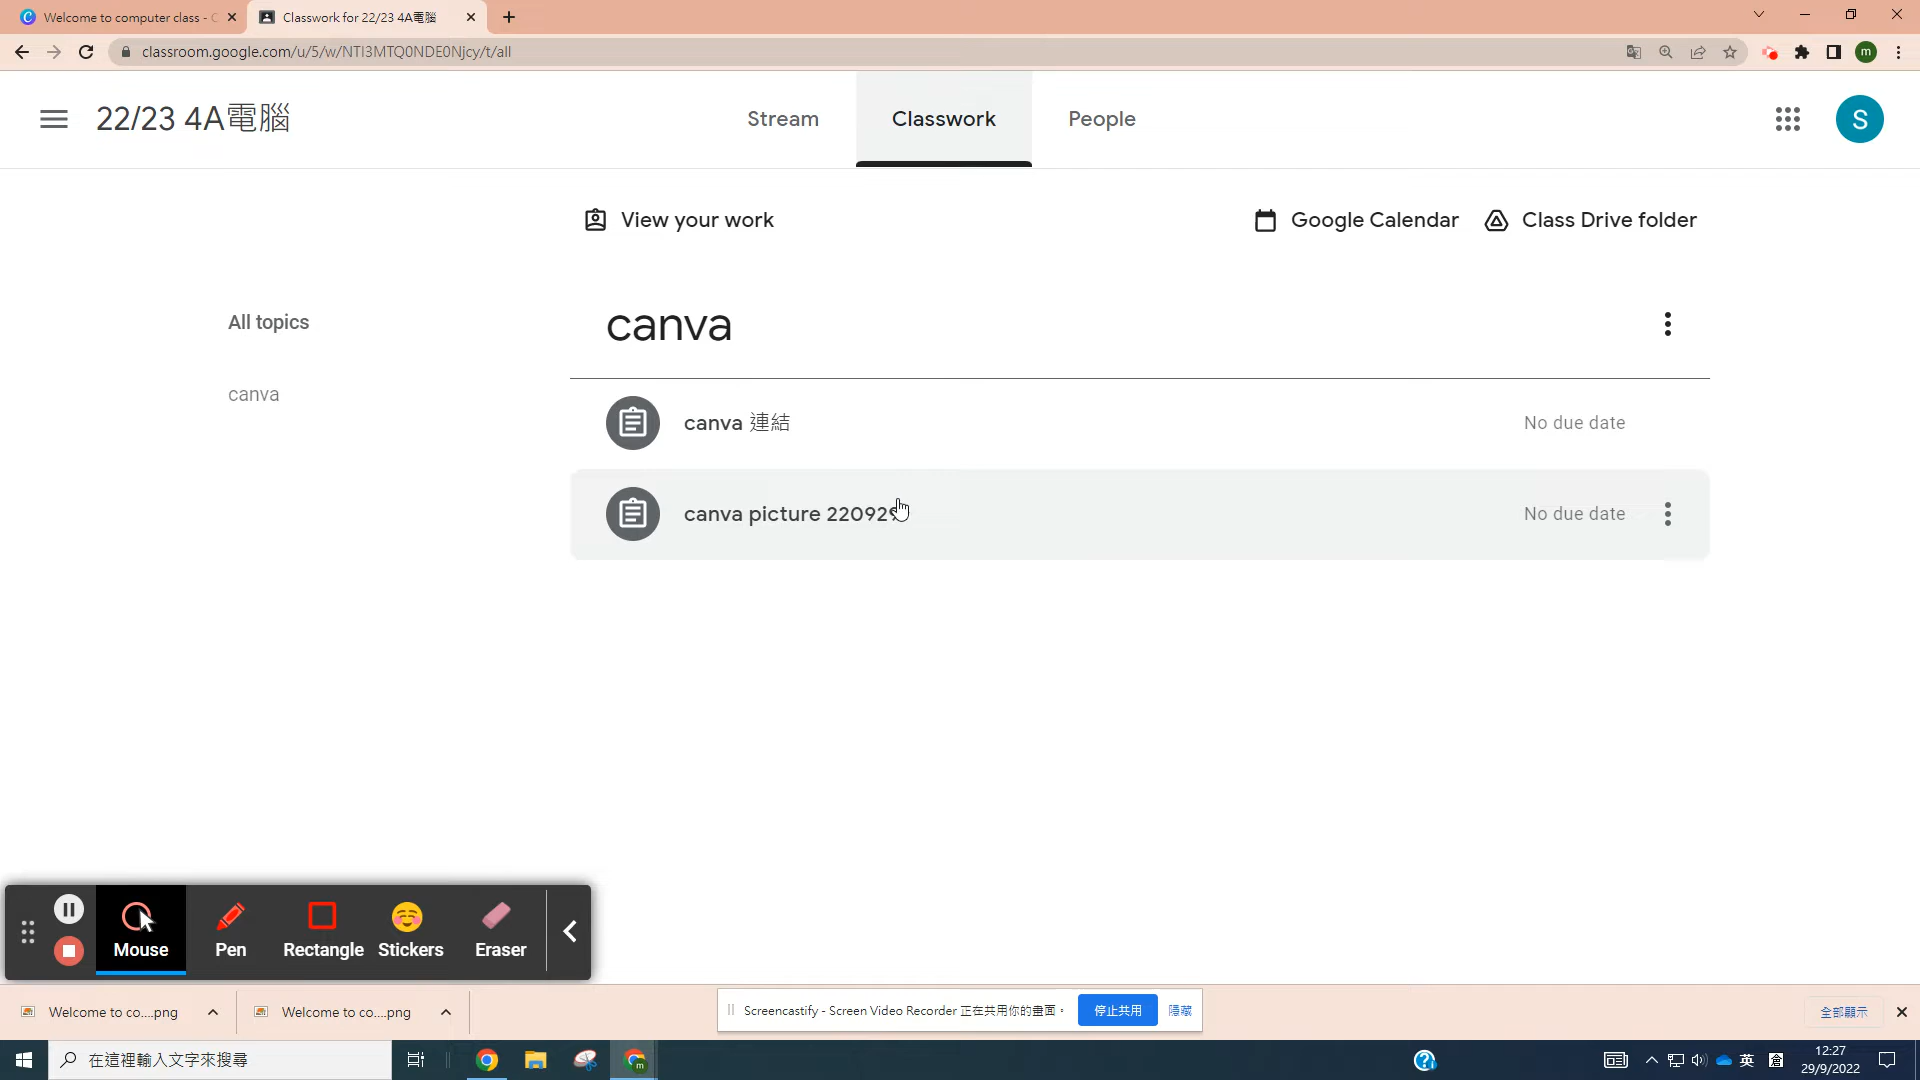 Welcome to computer class - C
Classwork for 22/23 4A電腦
classroom.google.com/u/5/w/NTI3MTQ0NDE0Njcy/t/all
m
22/23 4A電腦
Stream
Classwork
People
S
View your work
Google Calendar
Class Drive folder
All topics
canva
canva
canva 連結
No due date
canva picture 220929
No due date
Mouse
Pen
Rectangle
Stickers
Eraser
Welcome to co....png
Welcome to co....png
Screencastify - Screen Video Recorder 正在共用你的畫面。
停止共用
隱藏
全部顯示
在這裡輸入文字來搜尋
英
倉
12:27
29/9/2022